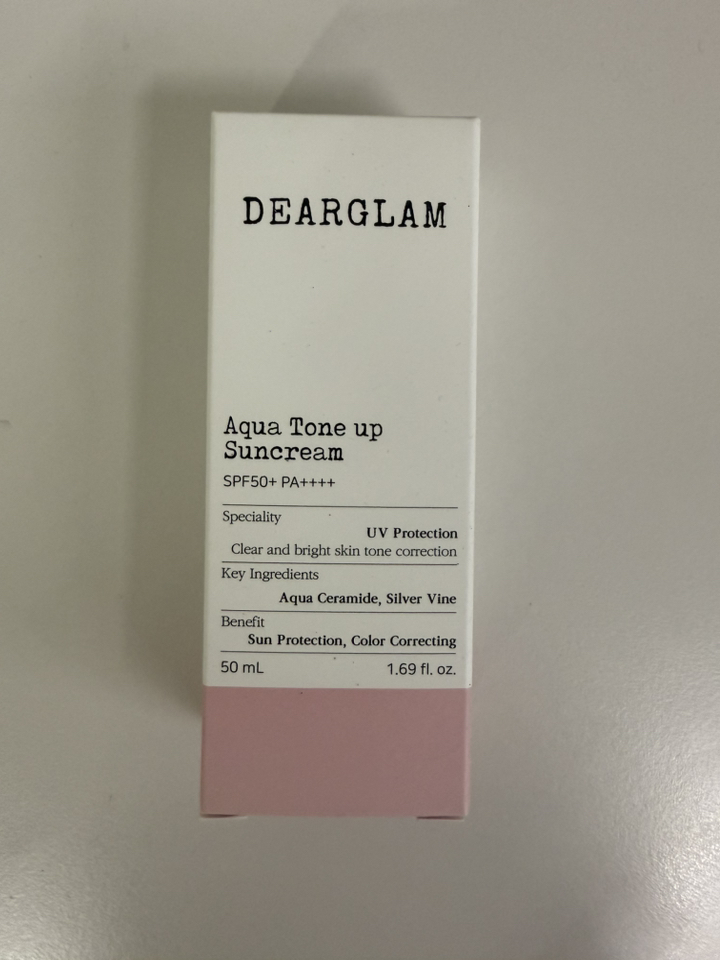 DEARGLAM
Aqua Tone up
Suncream
SPF50+ PA++++
Speciality
UV Protection
Clear and bright skin tone correction
Key Ingredients
Aqua Ceramide, Silver Vine
Benefit
Sun Protection, Color Correcting
50 mL 1.69 fl. oz.